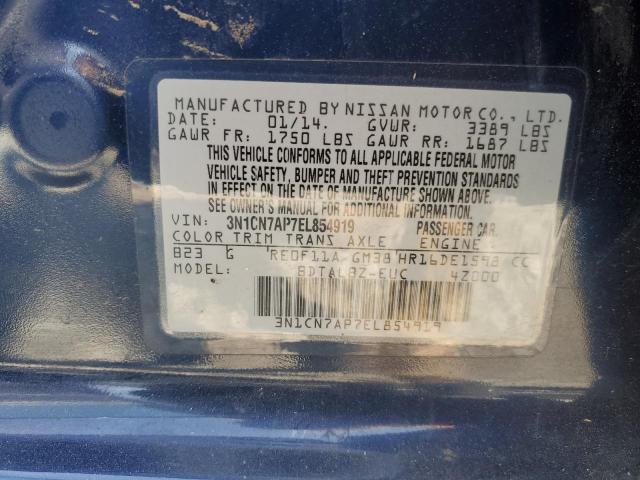 MANUFACTURED BY NISSAN MOTOR CO., LTD.
DATE: 01/14. GVWR: 3389 LBS
GAWR FR: 1750 LBS GAWR RR: 1687 LBS
THIS VEHICLE CONFORMS TO ALL APPLICABLE FEDERAL MOTOR
VEHICLE SAFETY, BUMPER AND THEFT PREVENTION STANDARDS
IN EFFECT ON THE DATE OF MANUFACTURE SHOWN ABOVE.
SEE OWNER'S MANUAL FOR ADDITIONAL INFORMATION.
VIN: 3N1CN7AP7EL854919 PASSENGER CAR.
COLOR TRIM TRANS AXLE ENGINE
B23 G RE0F11A GM38 HR16DE1598 CC
MODEL: BDTALBZ-EUC 4Z000
3N1CN7AP7EL854919